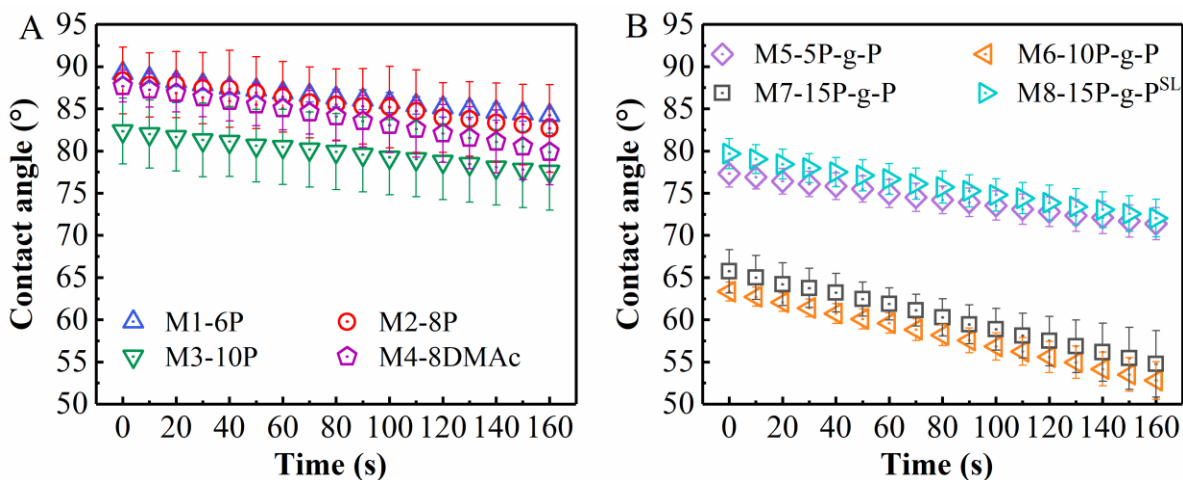 A
Contact angle (°)
95
90
85
80
75
70
65
60
55
50
M1-6P
M2-8P
M3-10P
M4-8DMAc
0 20 40 60 80 100 120 140 160
Time (s)
B
Contact angle (°)
95
90
85
80
75
70
65
60
55
50
M5-5P-g-P
M6-10P-g-P
M7-15P-g-P
M8-15P-g-P^SL
0 20 40 60 80 100 120 140 160
Time (s)